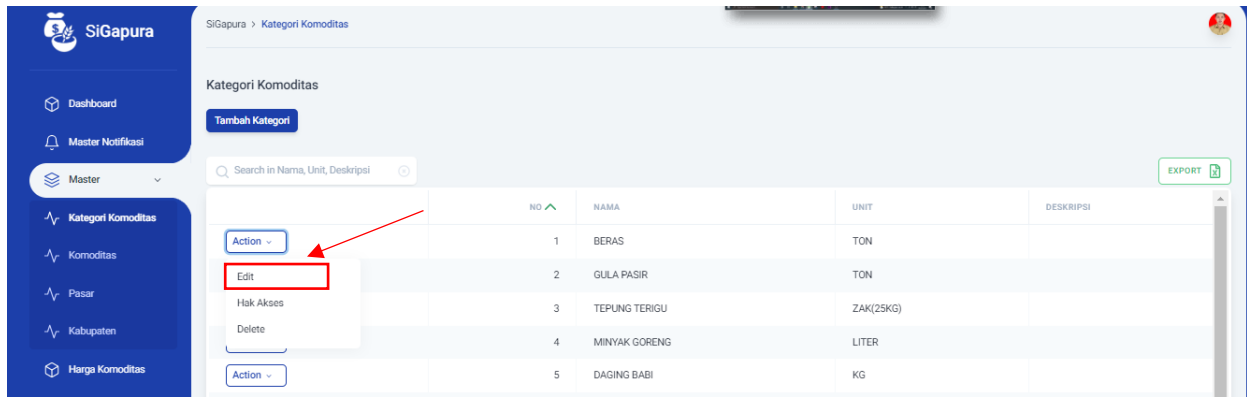 SiGapura
SiGapura > Kategori Komoditas
Kategori Komoditas
Dashboard
Tambah Kategori
Master Notifikasi
Master
Search in Nama, Unit, Deskripsi
EXPORT
NO NAMA UNIT DESKRIPSI
Kategori Komoditas
Action 1 BERAS TON
Komoditas
Edit 2 GULA PASIR TON
Pasar
Hak Akses 3 TEPUNG TERIGU ZAK(25KG)
Kabupaten
Delete
4 MINYAK GORENG LITER
Harga Komoditas
Action 5 DAGING BABI KG